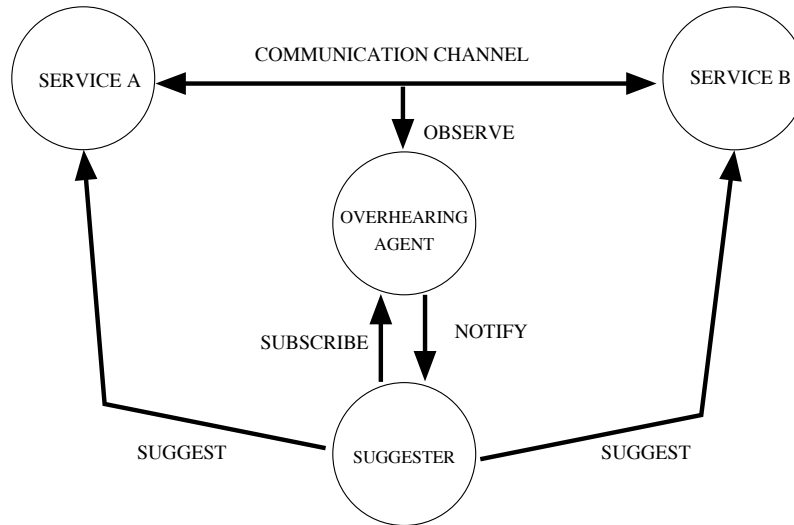 COMMUNICATION CHANNEL
SERVICE A
SERVICE B
OBSERVE
OVERHEARING
AGENT
SUBSCRIBE
NOTIFY
SUGGEST
SUGGESTER
SUGGEST